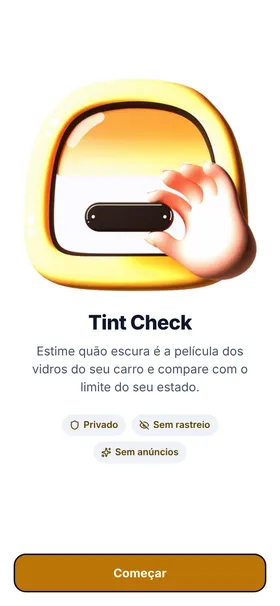 Tint Check
Estime quão escura é a película dos
vidros do seu carro e compare com o
limite do seu estado.
Privado
Sem rastreio
Sem anúncios
Começar